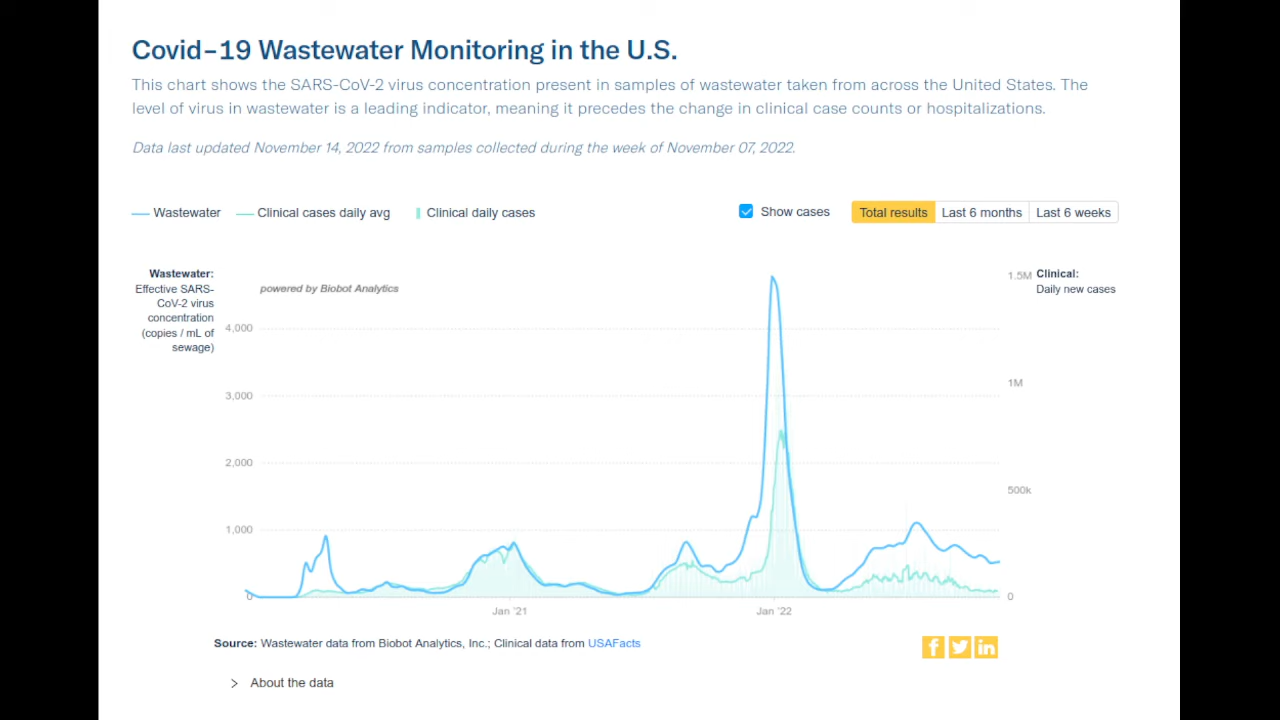 Covid-19 Wastewater Monitoring in the U.S.
This chart shows the SARS-CoV-2 virus concentration present in samples of wastewater taken from across the United States. The
level of virus in wastewater is a leading indicator, meaning it precedes the change in clinical case counts or hospitalizations.
Data last updated November 14, 2022 from samples collected during the week of November 07, 2022.
Wastewater Clinical cases daily avg Clinical daily cases Show cases Total results Last 6 months Last 6 weeks
Wastewater:
Effective SARS-
CoV-2 virus
concentration
(copies / mL of
sewage)
powered by Biobot Analytics
4,000
3,000
2,000
1,000
0
1.5M
1M
500k
0
Clinical:
Daily new cases
Jan '21 Jan '22
Source: Wastewater data from Biobot Analytics, Inc.; Clinical data from USAFacts
f in
> About the data